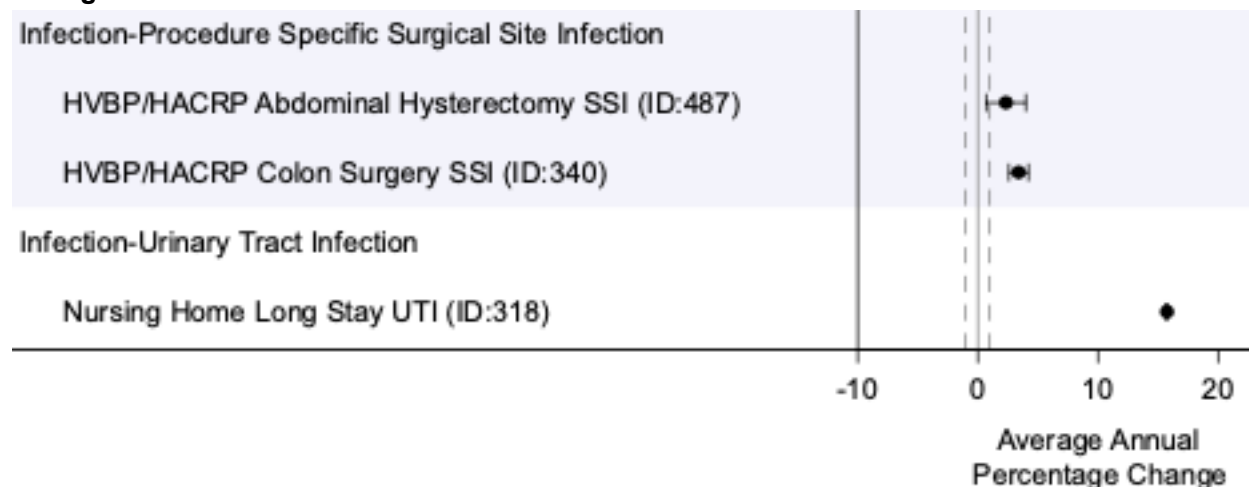 Infection-Procedure Specific Surgical Site Infection
HVBP/HACRP Abdominal Hysterectomy SSI (ID:487)
HVBP/HACRP Colon Surgery SSI (ID:340)
Infection-Urinary Tract Infection
Nursing Home Long Stay UTI (ID:318)
-10 0 10 20
Average Annual
Percentage Change